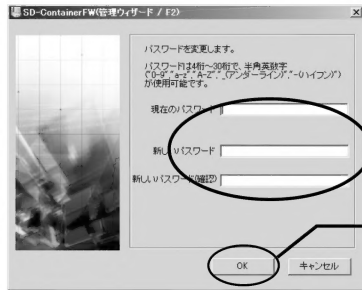 SD-ContainerFW(管理ウィザード / F2)
パスワードを変更します。
パスワードは4桁～30桁で、半角英数字
("0-9","a-z","A-Z","_(アンダーライン)","-(ハイフン)")
が使用可能です。
現在のパスワード
新しいパスワード
新しいパスワード(確認)
OK
キャンセル